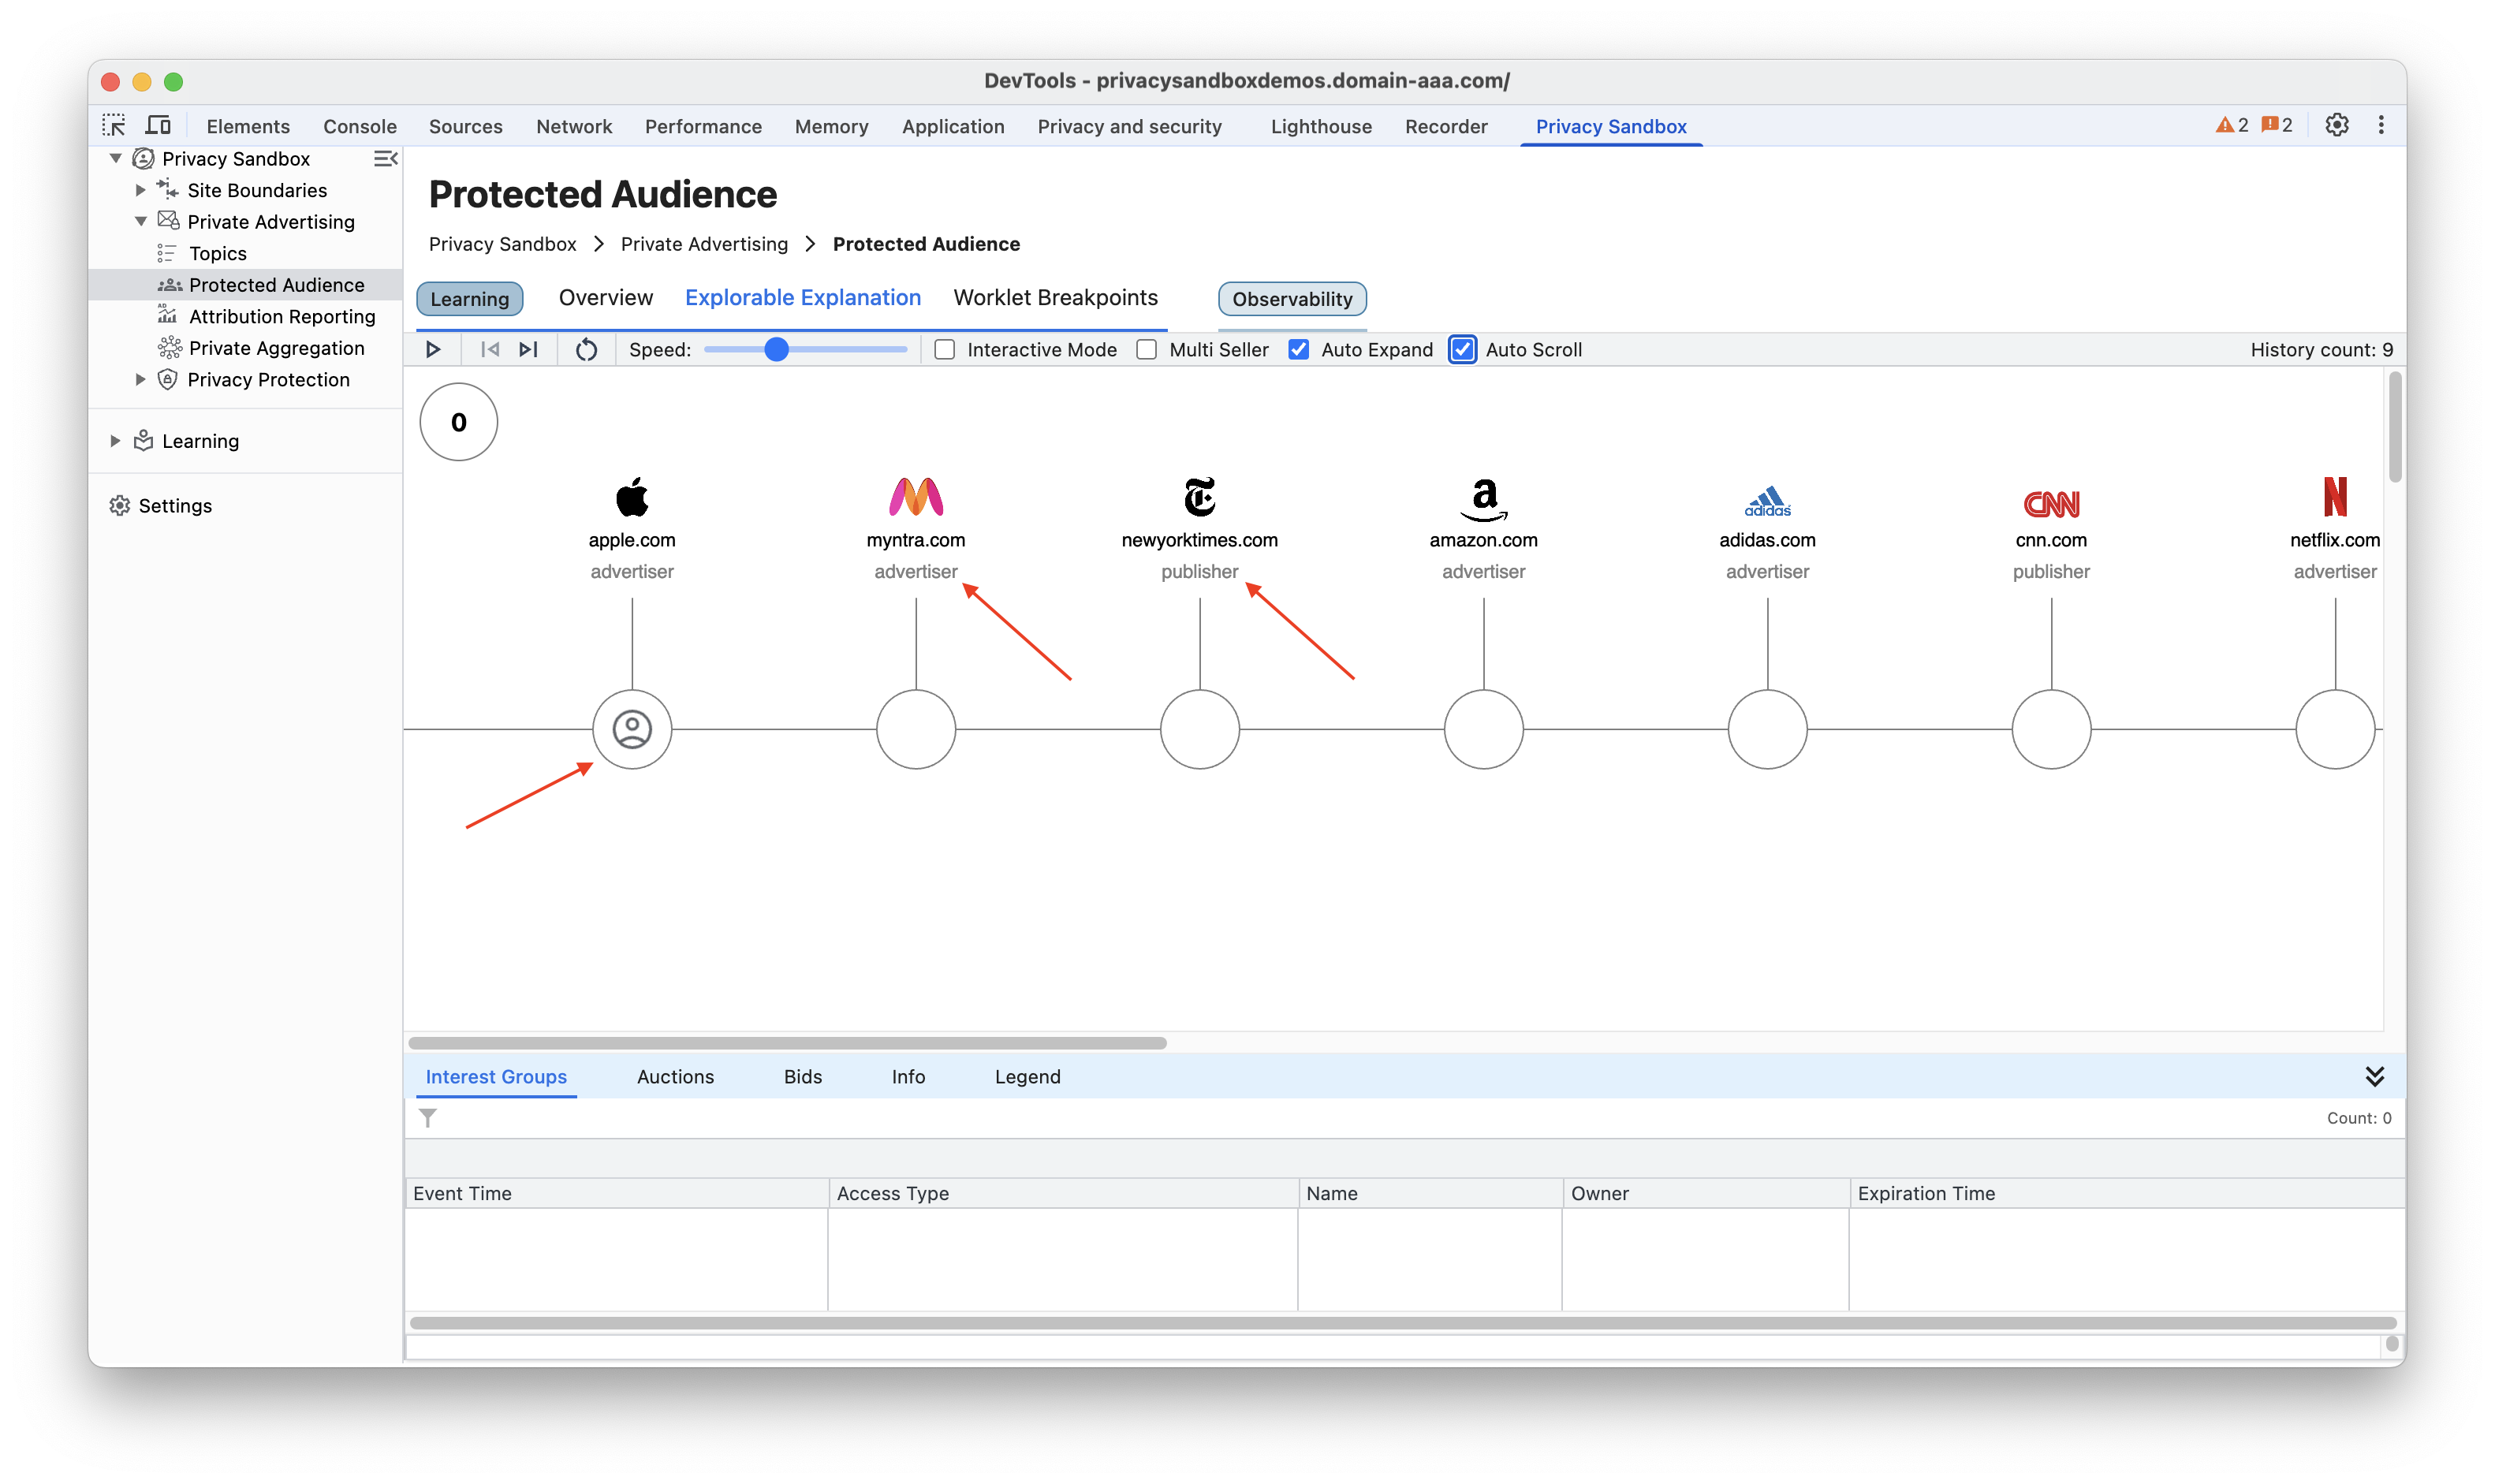 DevTools - privacysandboxdemos.domain-aaa.com/
Elements Console Sources Network Performance Memory Application Privacy and security Lighthouse Recorder Privacy Sandbox 2 2
Privacy Sandbox
Site Boundaries
Private Advertising
Topics
Protected Audience
Attribution Reporting
Private Aggregation
Privacy Protection
Learning
Settings
Protected Audience
Privacy Sandbox > Private Advertising > Protected Audience
Learning Overview Explorable Explanation Worklet Breakpoints Observability
Speed: Interactive Mode Multi Seller Auto Expand Auto Scroll History count: 9
0
a adidas CNN N
apple.com myntra.com newyorktimes.com amazon.com adidas.com cnn.com netflix.com
advertiser advertiser publisher advertiser advertiser publisher advertiser
Interest Groups Auctions Bids Info Legend
Count: 0
Event Time Access Type Name Owner Expiration Time